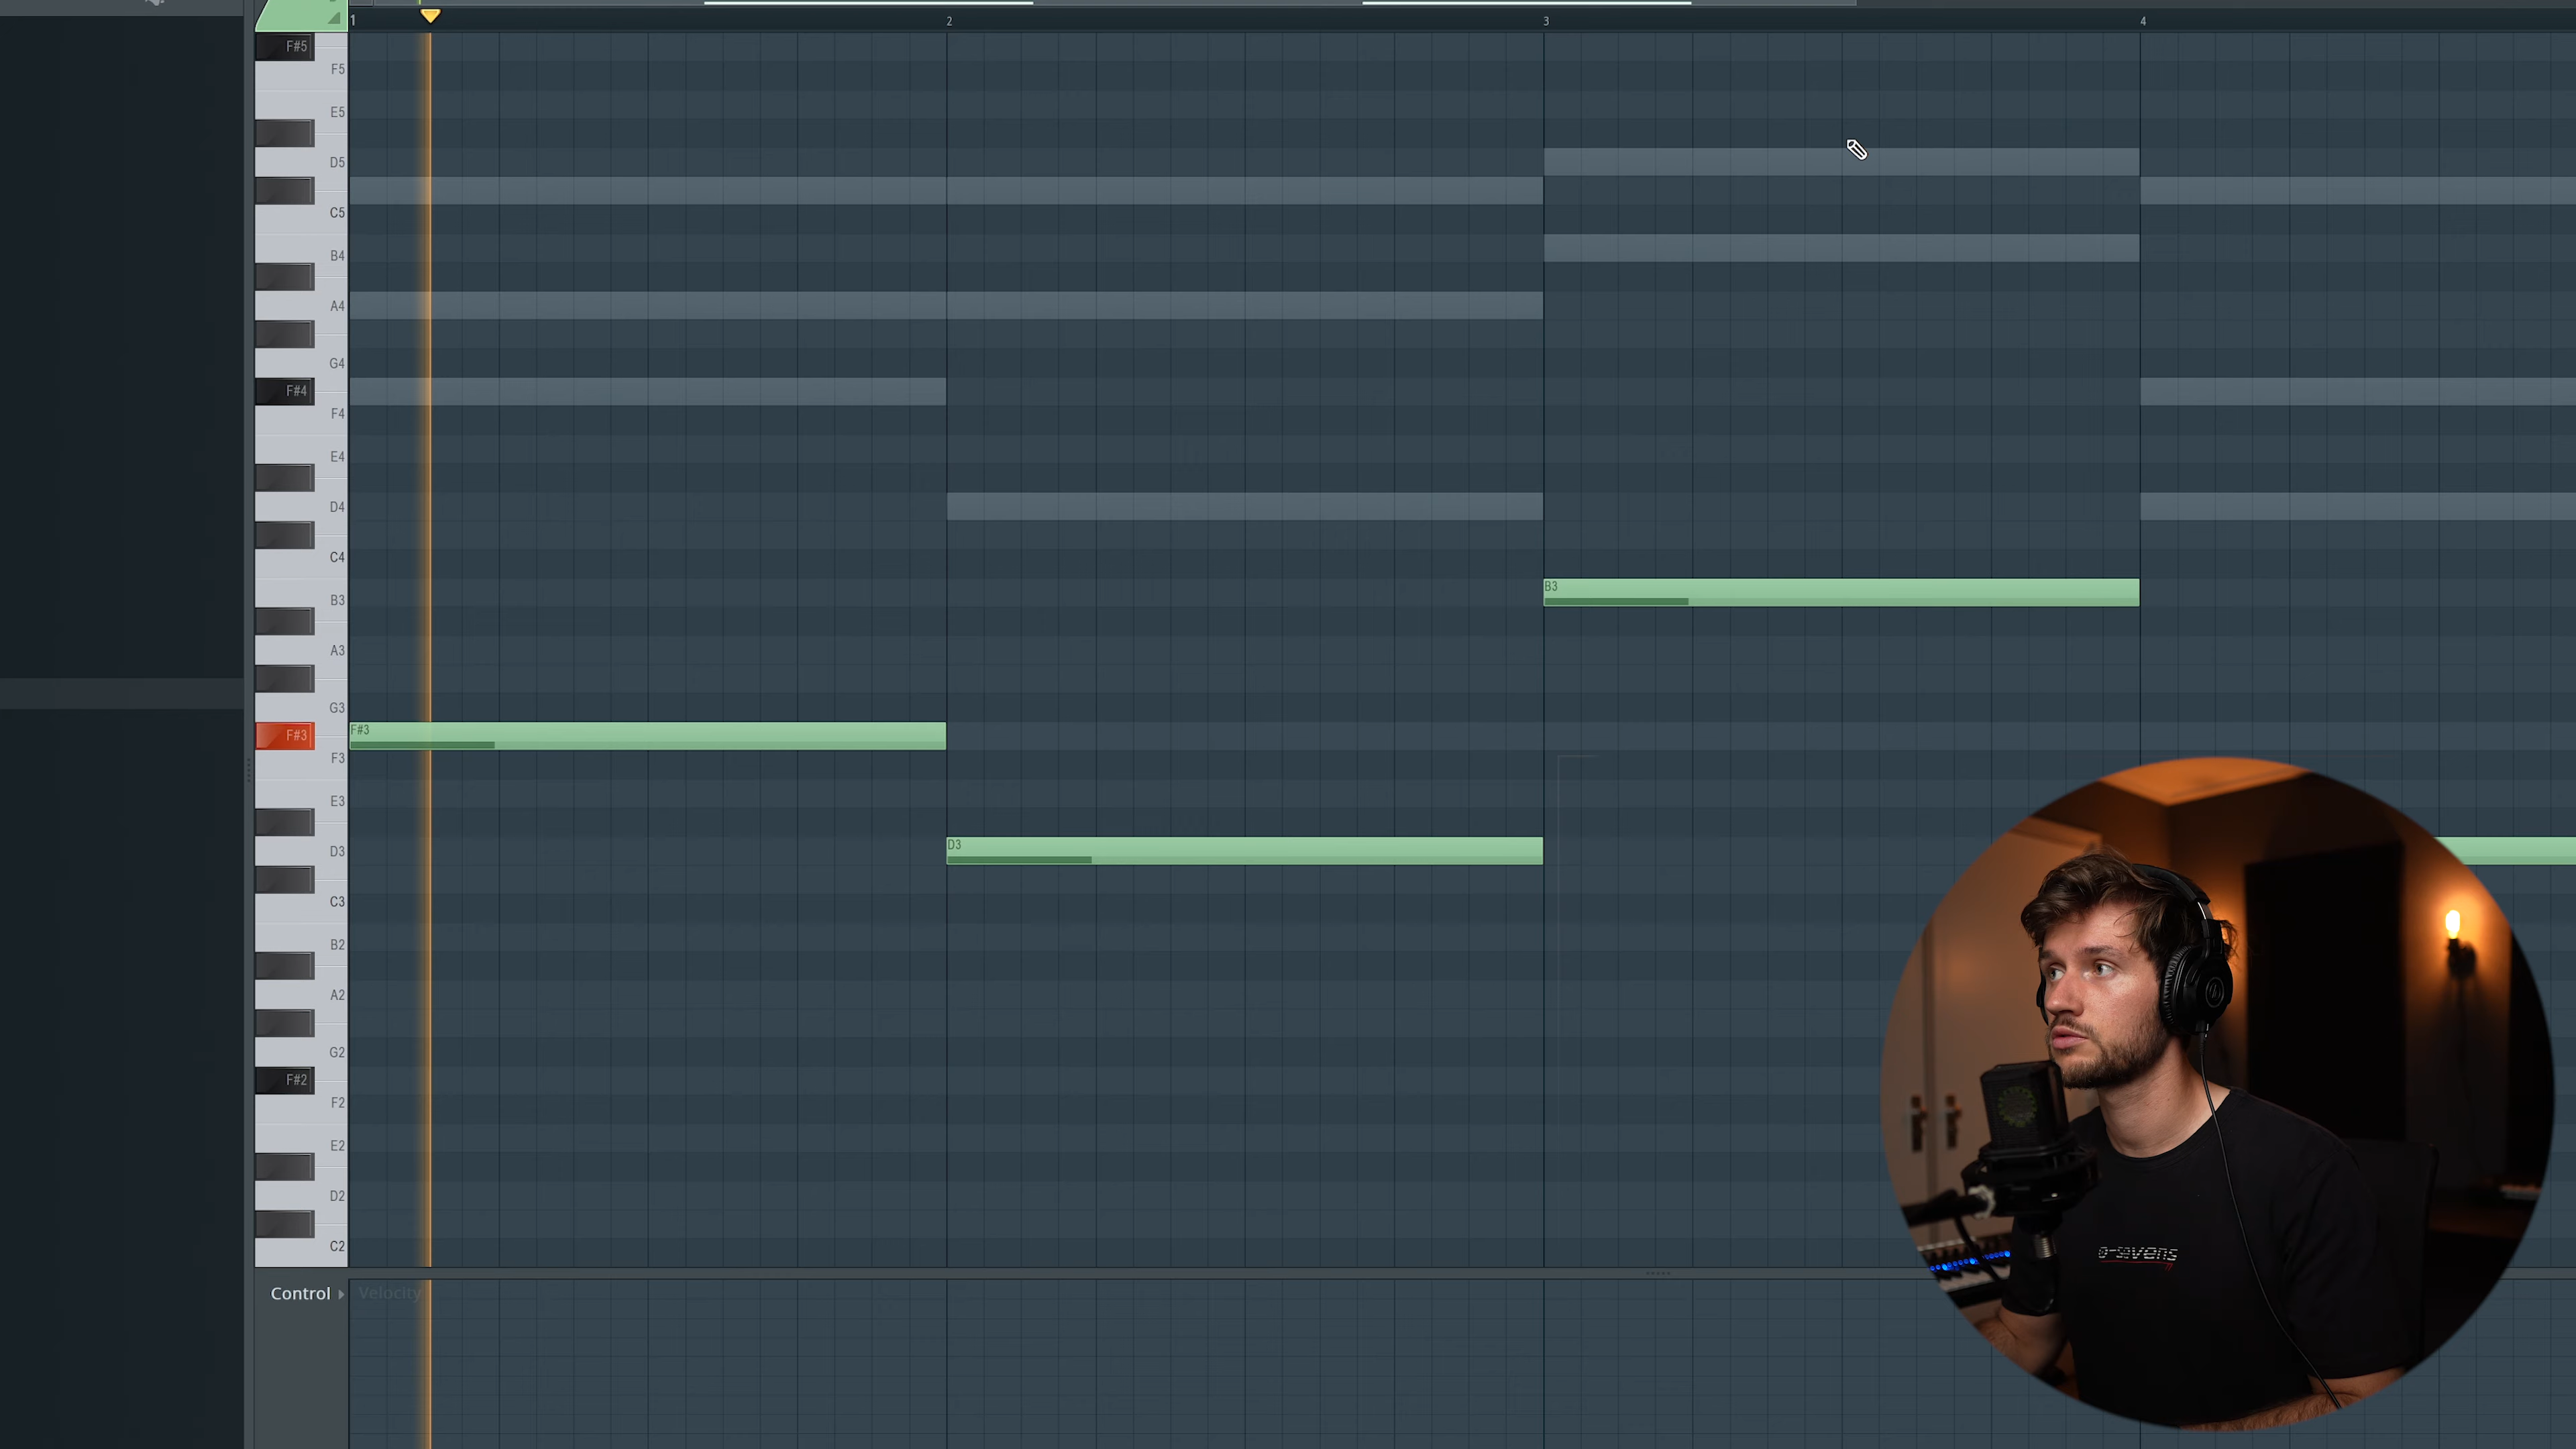 1 2 3 4
F#5
F5
E5
D5
C5
B4
A4
G4
F#4
F4
E4
D4
C4
B3
B3
A3
G3
F#3
F#3
F3
E3
D3
D3
C3
B2
A2
G2
F#2
F2
E2
D2
C2
Control
Velocity
e-sevens